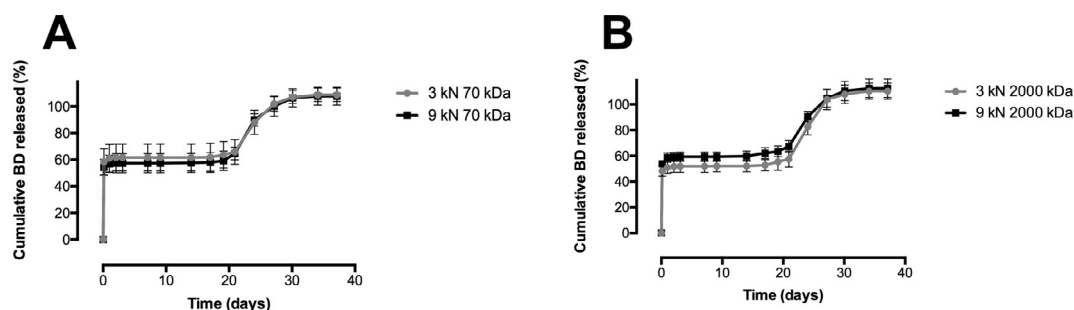 A
Cumulative BD released (%)
100
80
60
40
20
0
0 10 20 30 40
Time (days)
3 kN 70 kDa
9 kN 70 kDa
B
Cumulative BD released (%)
100
80
60
40
20
0
0 10 20 30 40
Time (days)
3 kN 2000 kDa
9 kN 2000 kDa